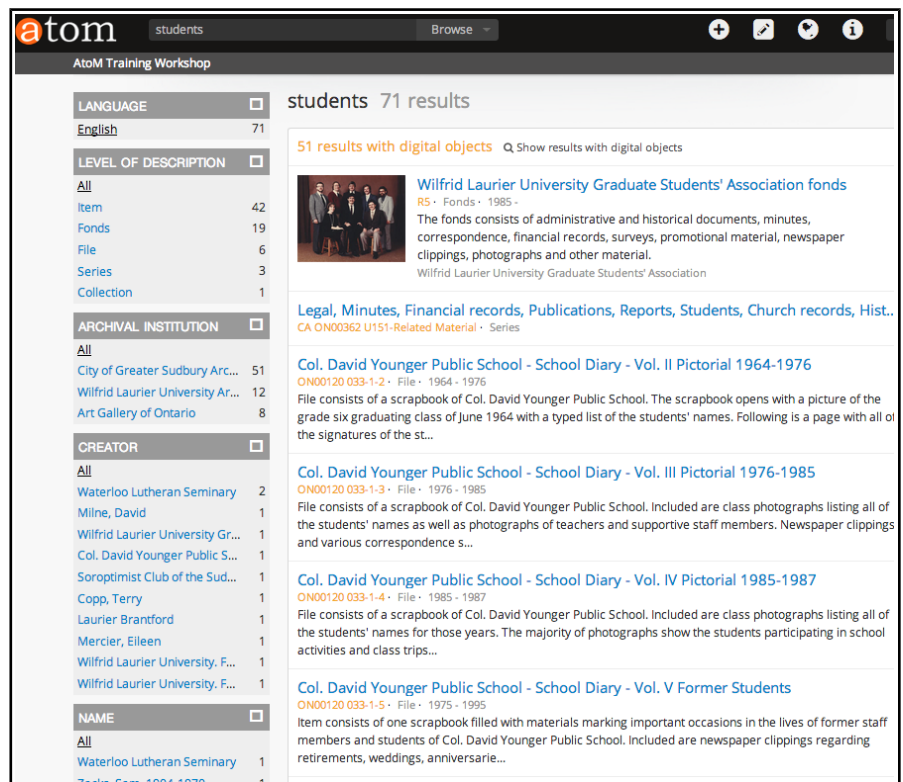 atom
students
Browse
AtoM Training Workshop
LANGUAGE
English 71
LEVEL OF DESCRIPTION
All
Item 42
Fonds 19
File 6
Series 3
Collection 1
ARCHIVAL INSTITUTION
All
City of Greater Sudbury Arc... 51
Wilfrid Laurier University Ar... 12
Art Gallery of Ontario 8
CREATOR
All
Waterloo Lutheran Seminary 2
Milne, David 1
Wilfrid Laurier University Gr... 1
Col. David Younger Public S... 1
Soroptimist Club of the Sud... 1
Copp, Terry 1
Laurier Brantford 1
Mercier, Eileen 1
Wilfrid Laurier University. F... 1
Wilfrid Laurier University. F... 1
NAME
All
Waterloo Lutheran Seminary 1
students 71 results
51 results with digital objects Show results with digital objects
Wilfrid Laurier University Graduate Students' Association fonds
R5 · Fonds · 1985 -
The fonds consists of administrative and historical documents, minutes,
correspondence, financial records, surveys, promotional material, newspaper
clippings, photographs and other material.
Wilfrid Laurier University Graduate Students' Association
Legal, Minutes, Financial records, Publications, Reports, Students, Church records, Hist...
CA ON00362 U151-Related Material · Series
Col. David Younger Public School - School Diary - Vol. II Pictorial 1964-1976
ON00120 033-1-2 · File · 1964 - 1976
File consists of a scrapbook of Col. David Younger Public School. The scrapbook opens with a picture of the
grade six graduating class of June 1964 with a typed list of the students' names. Following is a page with all of
the signatures of the st...
Col. David Younger Public School - School Diary - Vol. III Pictorial 1976-1985
ON00120 033-1-3 · File · 1976 - 1985
File consists of a scrapbook of Col. David Younger Public School. Included are class photographs listing all of
the students' names as well as photographs of teachers and supportive staff members. Newspaper clippings
and various correspondence s...
Col. David Younger Public School - School Diary - Vol. IV Pictorial 1985-1987
ON00120 033-1-4 · File · 1985 - 1987
File consists of a scrapbook of Col. David Younger Public School. Included are class photographs listing all of
the students' names for those years. The majority of photographs show the students participating in school
activities and class trips...
Col. David Younger Public School - School Diary - Vol. V Former Students
ON00120 033-1-5 · File · 1975 - 1995
Item consists of one scrapbook filled with materials marking important occasions in the lives of former staff
members and students of Col. David Younger Public School. Included are newspaper clippings regarding
retirements, weddings, anniversarie...